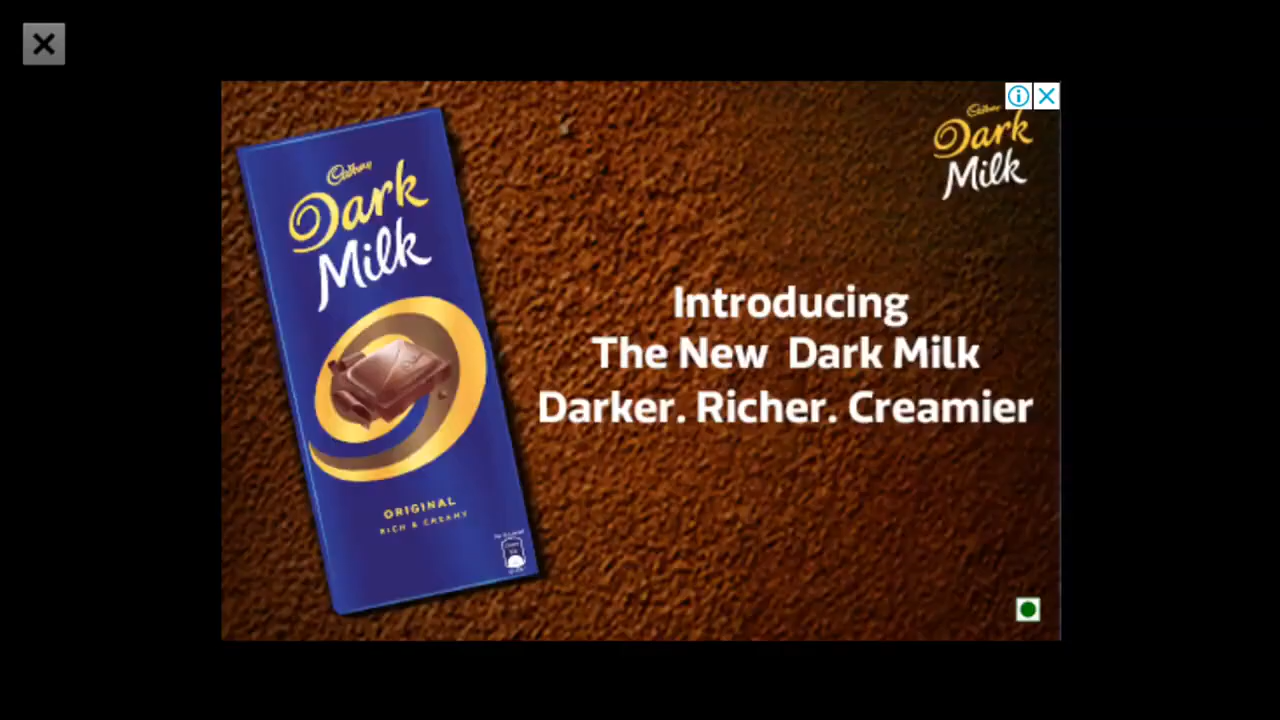 Cadbury
Dark
Milk
ORIGINAL
RICH & CREAMY
Cadbury
Dark
Milk
Introducing
The New Dark Milk
Darker. Richer. Creamier